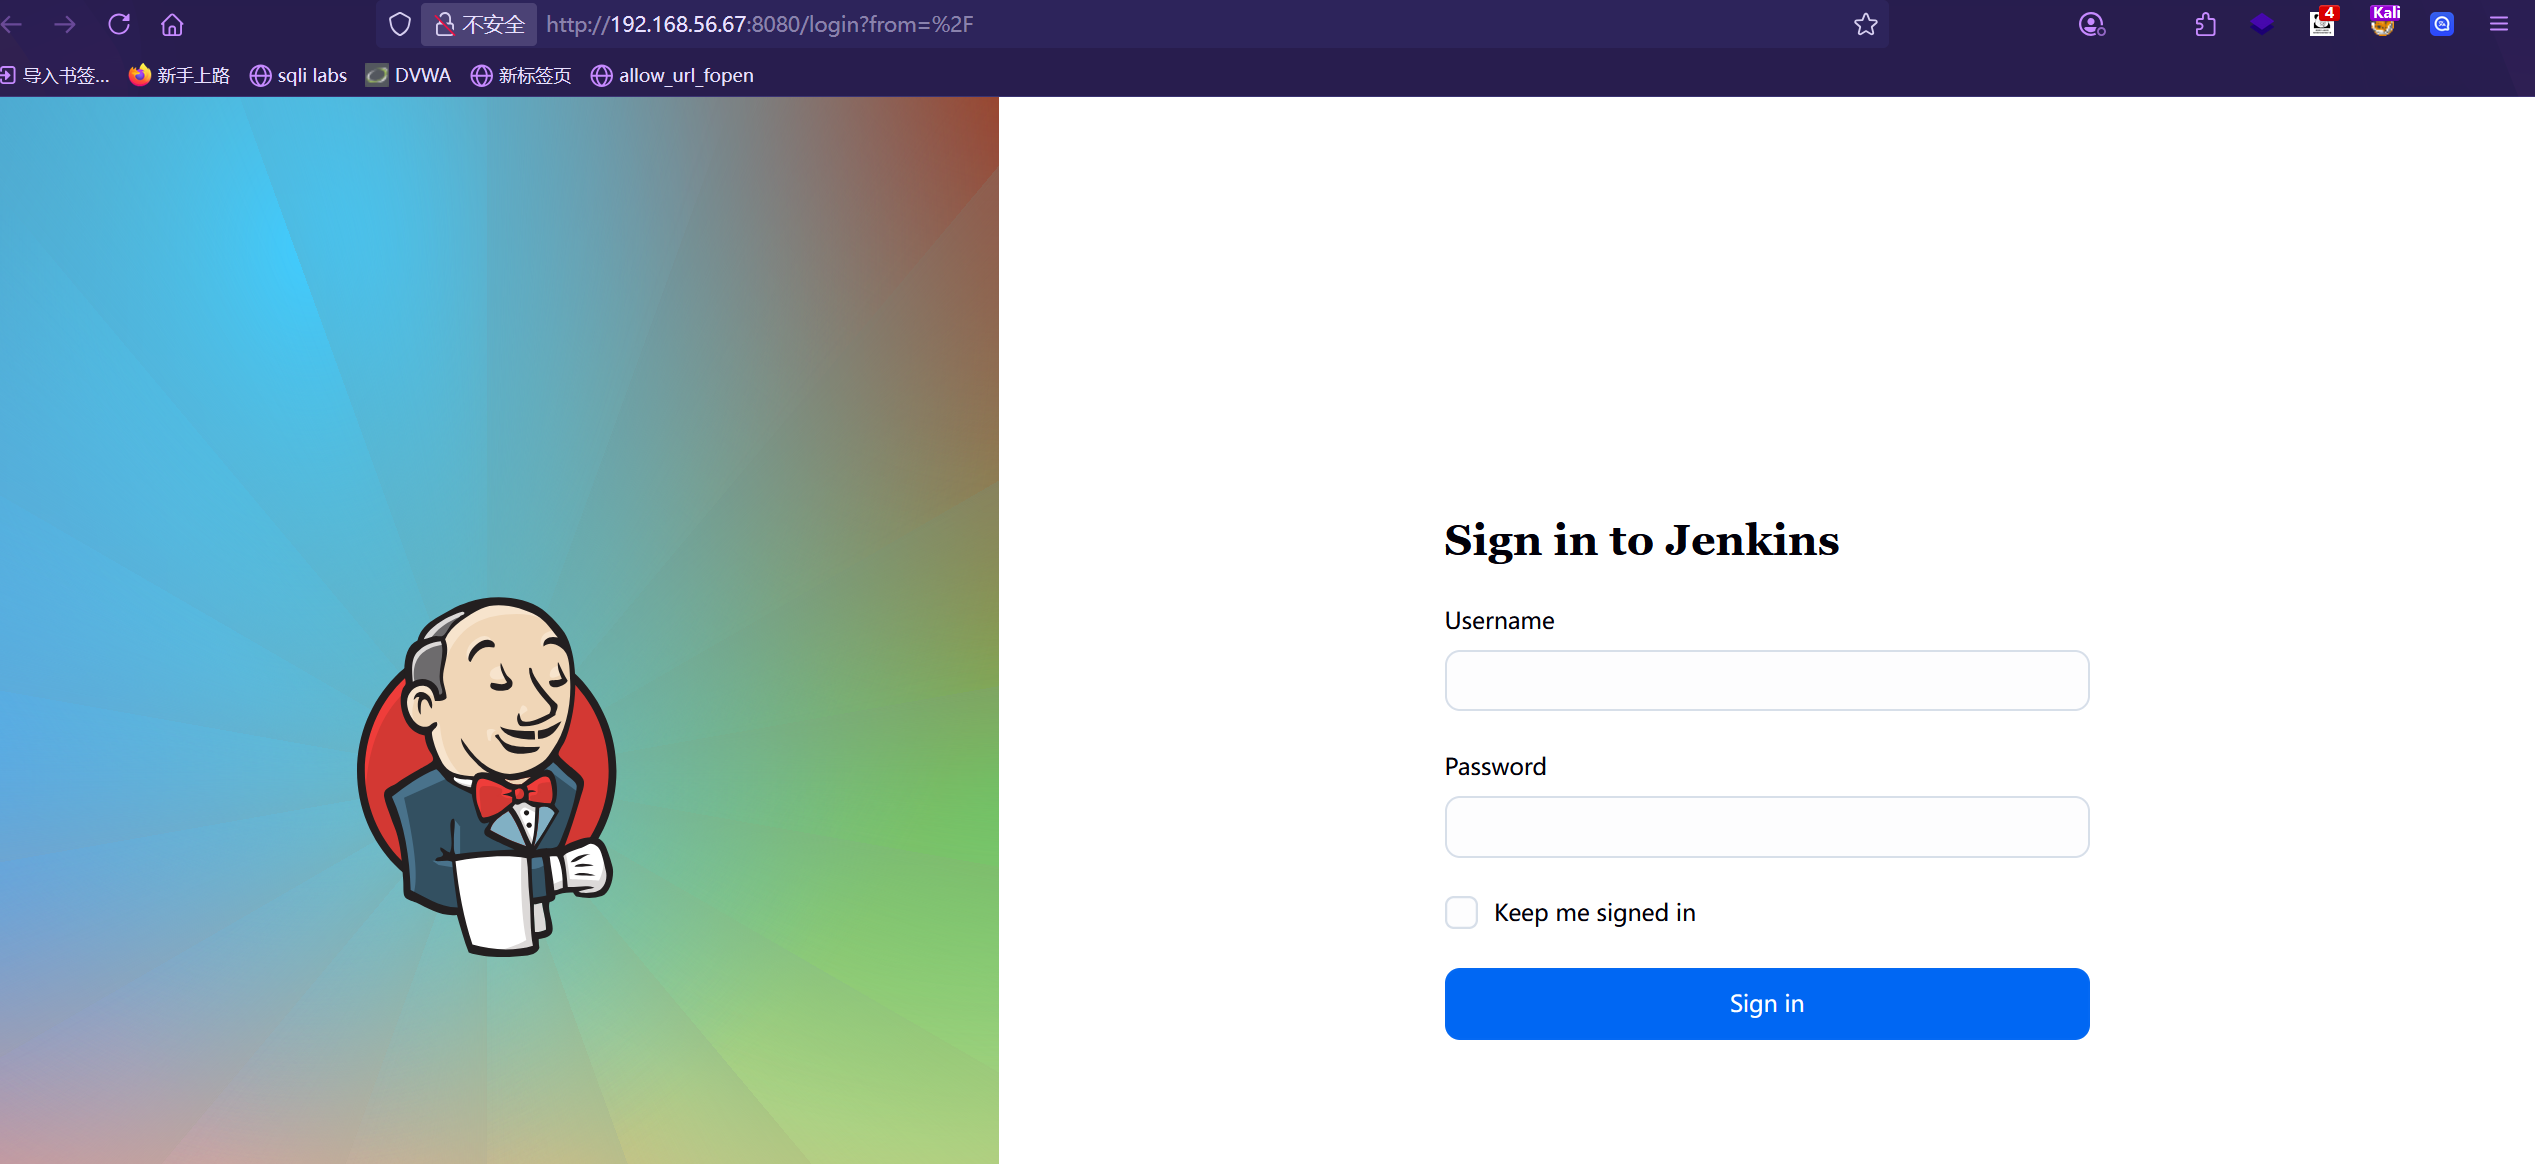 不安全 http://192.168.56.67:8080/login?from=%2F 4 Kali
导入书签... 新手上路 sqli labs DVWA 新标签页 allow_url_fopen
Sign in to Jenkins
Username
Password
Keep me signed in
Sign in